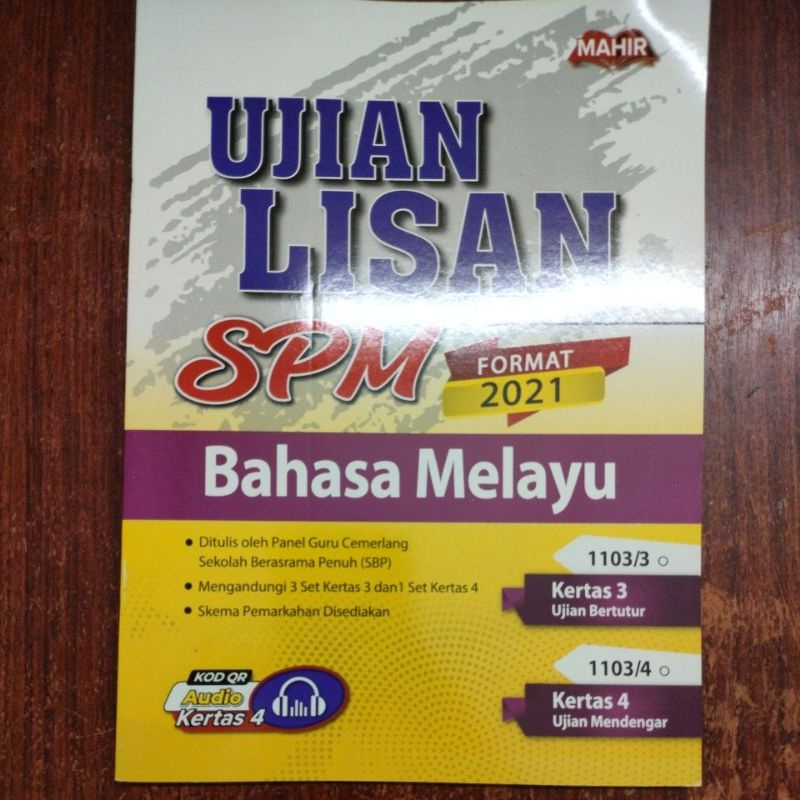 MAHIR
UJIAN
LISAN
SPM
FORMAT
2021
Bahasa Melayu
• Ditulis oleh Panel Guru Cemerlang
Sekolah Berasrama Penuh (SBP)
• Mengandungi 3 Set Kertas 3 dan1 Set Kertas 4
• Skema Pemarkahan Disediakan
1103/3
Kertas 3
Ujian Bertutur
1103/4
Kertas 4
Ujian Mendengar
KOD QR
Audio
Kertas 4